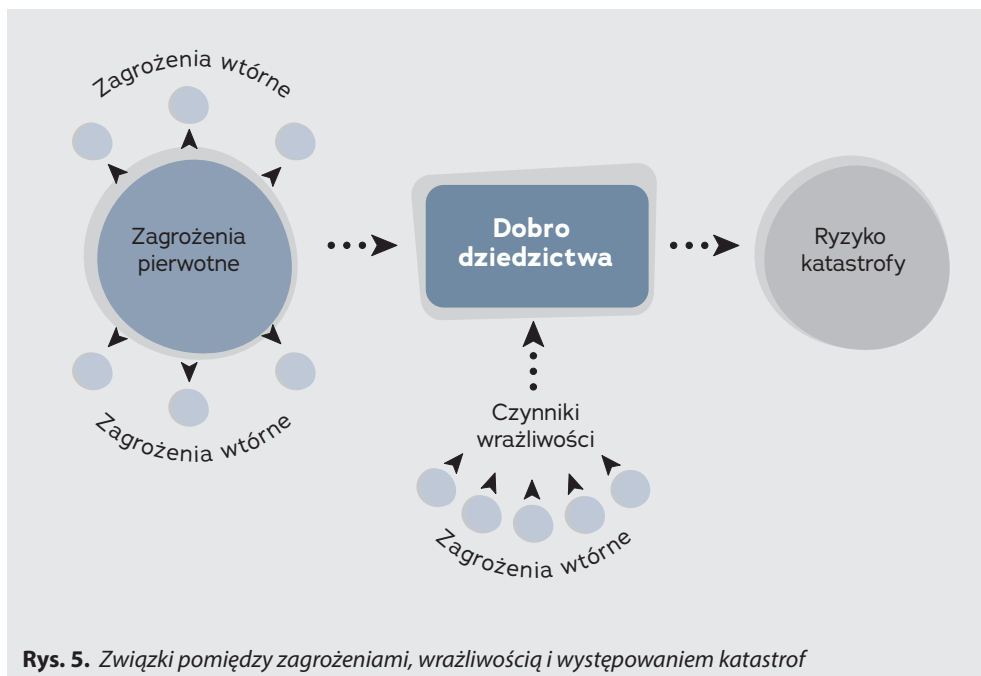 Zagrożenia wtórne
Zagrożenia
pierwotne
Zagrożenia wtórne
Dobro
dziedzictwa
Ryzyko
katastrofy
Czynniki
wrażliwości
Zagrożenia wtórne
Rys. 5. Związki pomiędzy zagrożeniami, wrażliwością i występowaniem katastrof